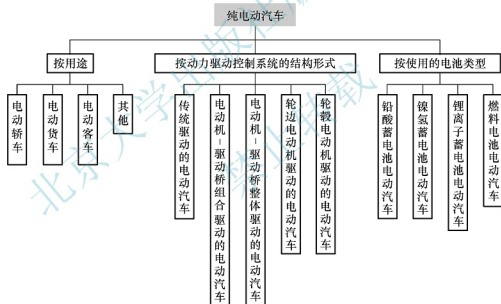 纯电动汽车
按用途
按动力驱动控制系统的结构形式
按使用的电池类型
电动轿车
电动货车
电动客车
其他
传统驱动的电动汽车
电动机-驱动桥组合驱动的电动汽车
电动机-驱动桥整体驱动的电动汽车
轮边电动机驱动的电动汽车
轮毂电动机驱动的电动汽车
铅酸蓄电池电动汽车
镍氢蓄电池电动汽车
锂离子蓄电池电动汽车
燃料电池电动汽车
北京大学出版社